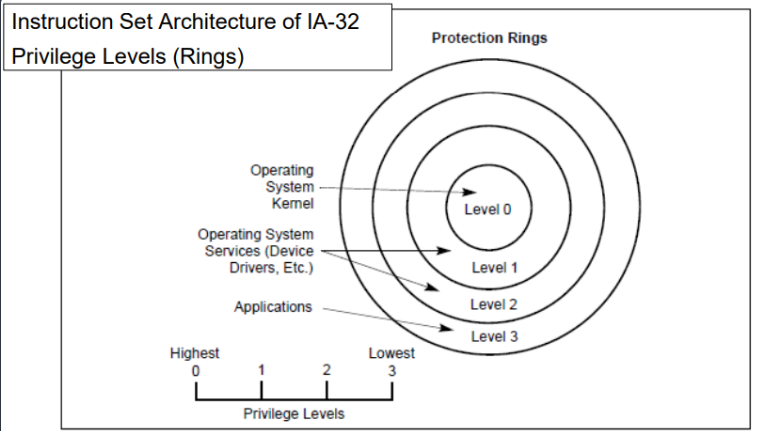 Instruction Set Architecture of IA-32
Privilege Levels (Rings)
Protection Rings
Operating
System
Kernel
Level 0
Operating System
Services (Device
Drivers, Etc.)
Level 1
Level 2
Applications
Level 3
Highest Lowest
0 1 2 3
Privilege Levels